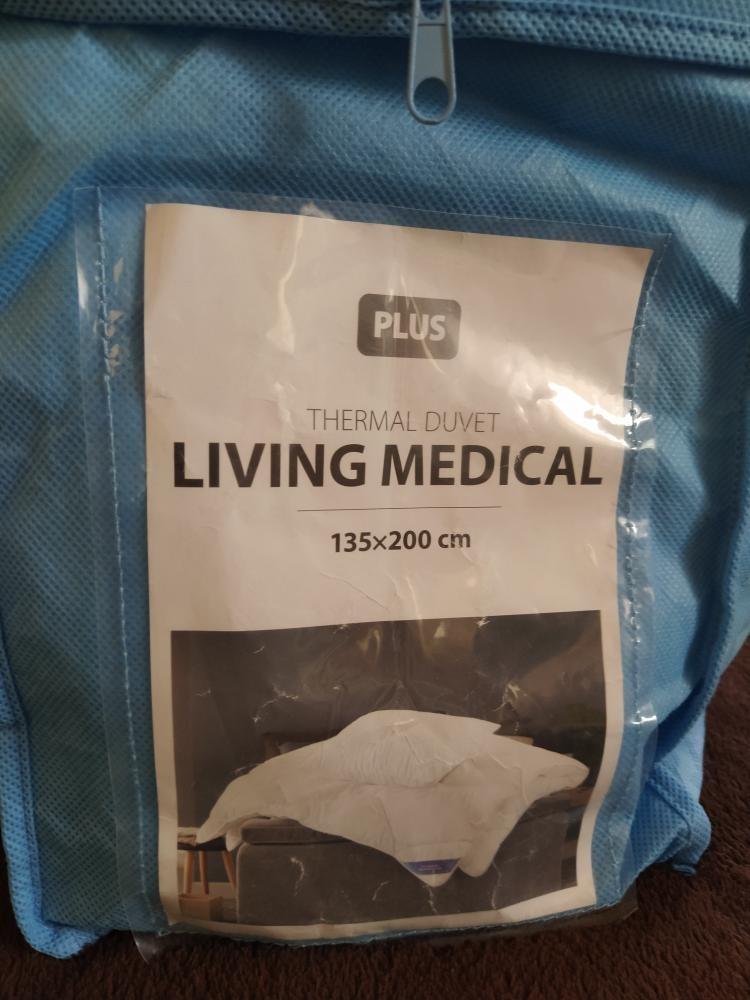 PLUS
THERMAL DUVET
LIVING MEDICAL
135×200 cm